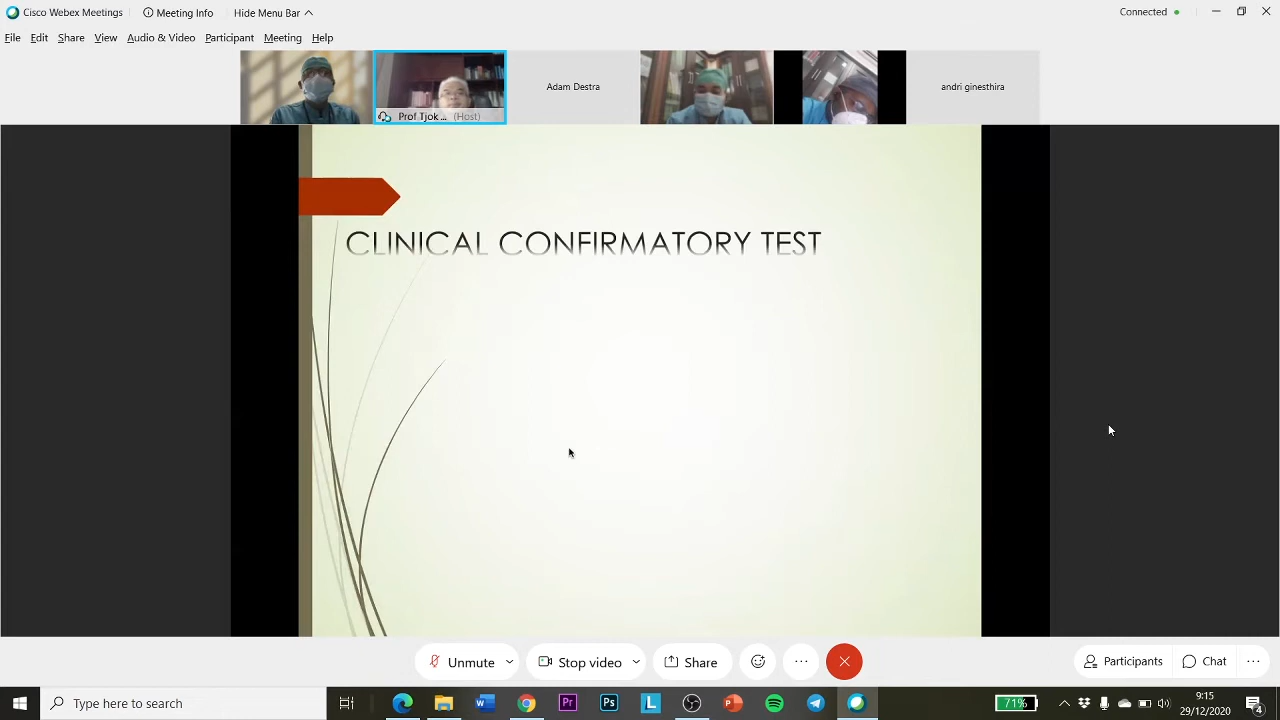 Cisco Webex Meetings Meeting Info Hide Menu Bar Connected
File Edit Share View Audio & Video Participant Meeting Help
Prof Tjok ... (Host)
Adam Destra
andri ginesthira
CLINICAL CONFIRMATORY TEST
Unmute Stop video Share Participants Chat
Type here to search
71%
9:15
29/12/2020
4